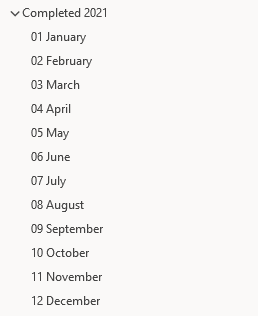 Completed 2021
01 January
02 February
03 March
04 April
05 May
06 June
07 July
08 August
09 September
10 October
11 November
12 December